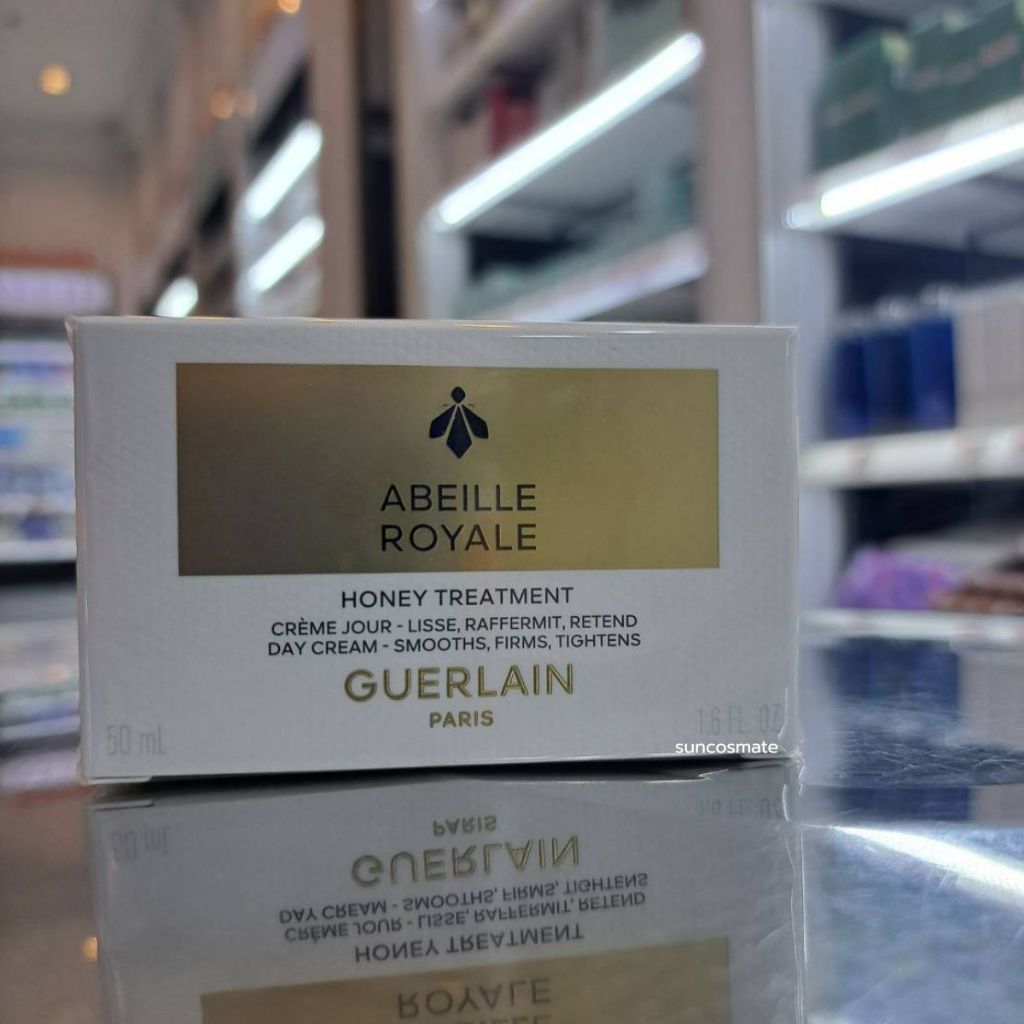 ABEILLE
ROYALE
HONEY TREATMENT
CRÈME JOUR - LISSE, RAFFERMIT, RETEND
DAY CREAM - SMOOTHS, FIRMS, TIGHTENS
GUERLAIN
PARIS
50 mL
1.6 FL. OZ
suncosmate